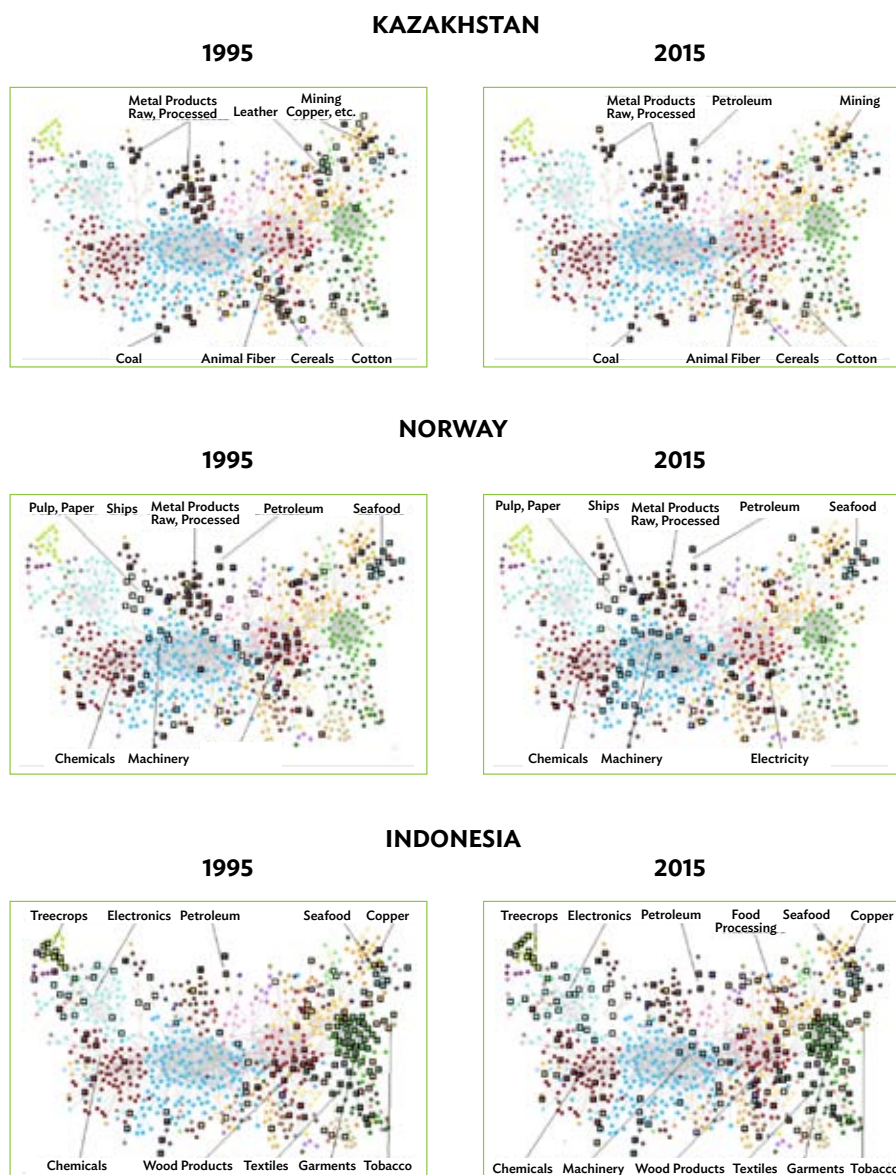 KAZAKHSTAN
1995
2015
Metal Products
Raw, Processed
Leather
Mining
Copper, etc.
Coal
Animal Fiber
Cereals
Cotton
Metal Products
Raw, Processed
Petroleum
Mining
Coal
Animal Fiber
Cereals
Cotton
NORWAY
1995
2015
Pulp, Paper
Ships
Metal Products
Raw, Processed
Petroleum
Seafood
Chemicals
Machinery
Pulp, Paper
Ships
Metal Products
Raw, Processed
Petroleum
Seafood
Chemicals
Machinery
Electricity
INDONESIA
1995
2015
Treecrops
Electronics
Petroleum
Seafood
Copper
Chemicals
Wood Products
Textiles
Garments
Tobacco
Treecrops
Electronics
Petroleum
Food
Processing
Seafood
Copper
Chemicals
Machinery
Wood Products
Textiles
Garments
Tobacco